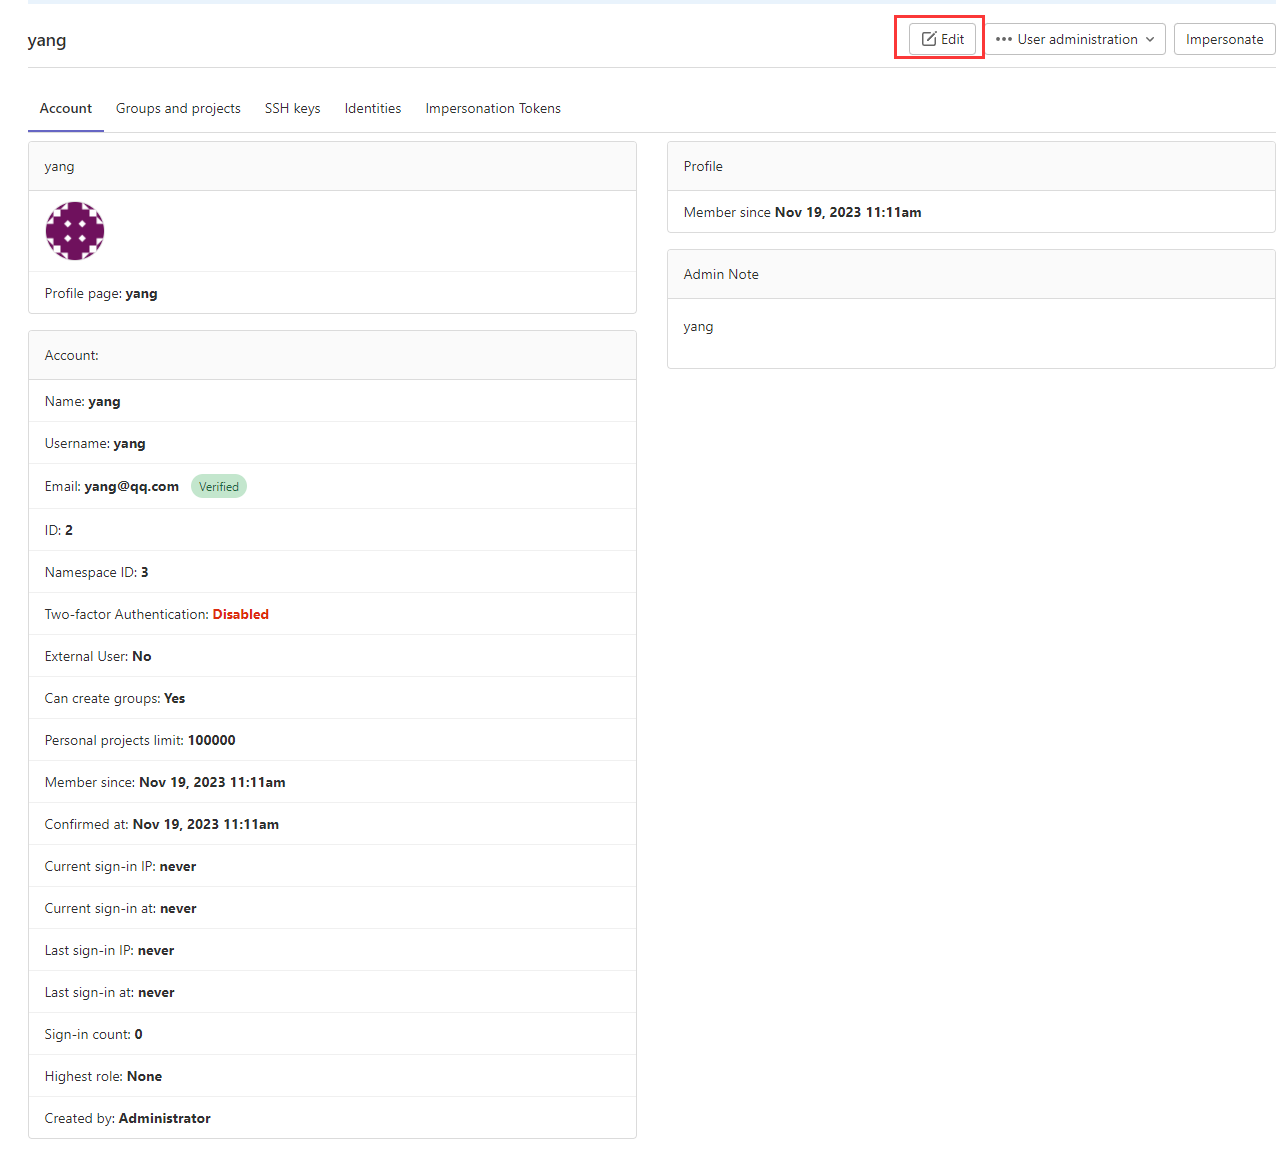 yang
Edit
••• User administration
Impersonate
Account Groups and projects SSH keys Identities Impersonation Tokens
yang
Profile page: yang
Account:
Name: yang
Username: yang
Email: yang@qq.com Verified
ID: 2
Namespace ID: 3
Two-factor Authentication: Disabled
External User: No
Can create groups: Yes
Personal projects limit: 100000
Member since: Nov 19, 2023 11:11am
Confirmed at: Nov 19, 2023 11:11am
Current sign-in IP: never
Current sign-in at: never
Last sign-in IP: never
Last sign-in at: never
Sign-in count: 0
Highest role: None
Created by: Administrator
Profile
Member since Nov 19, 2023 11:11am
Admin Note
yang